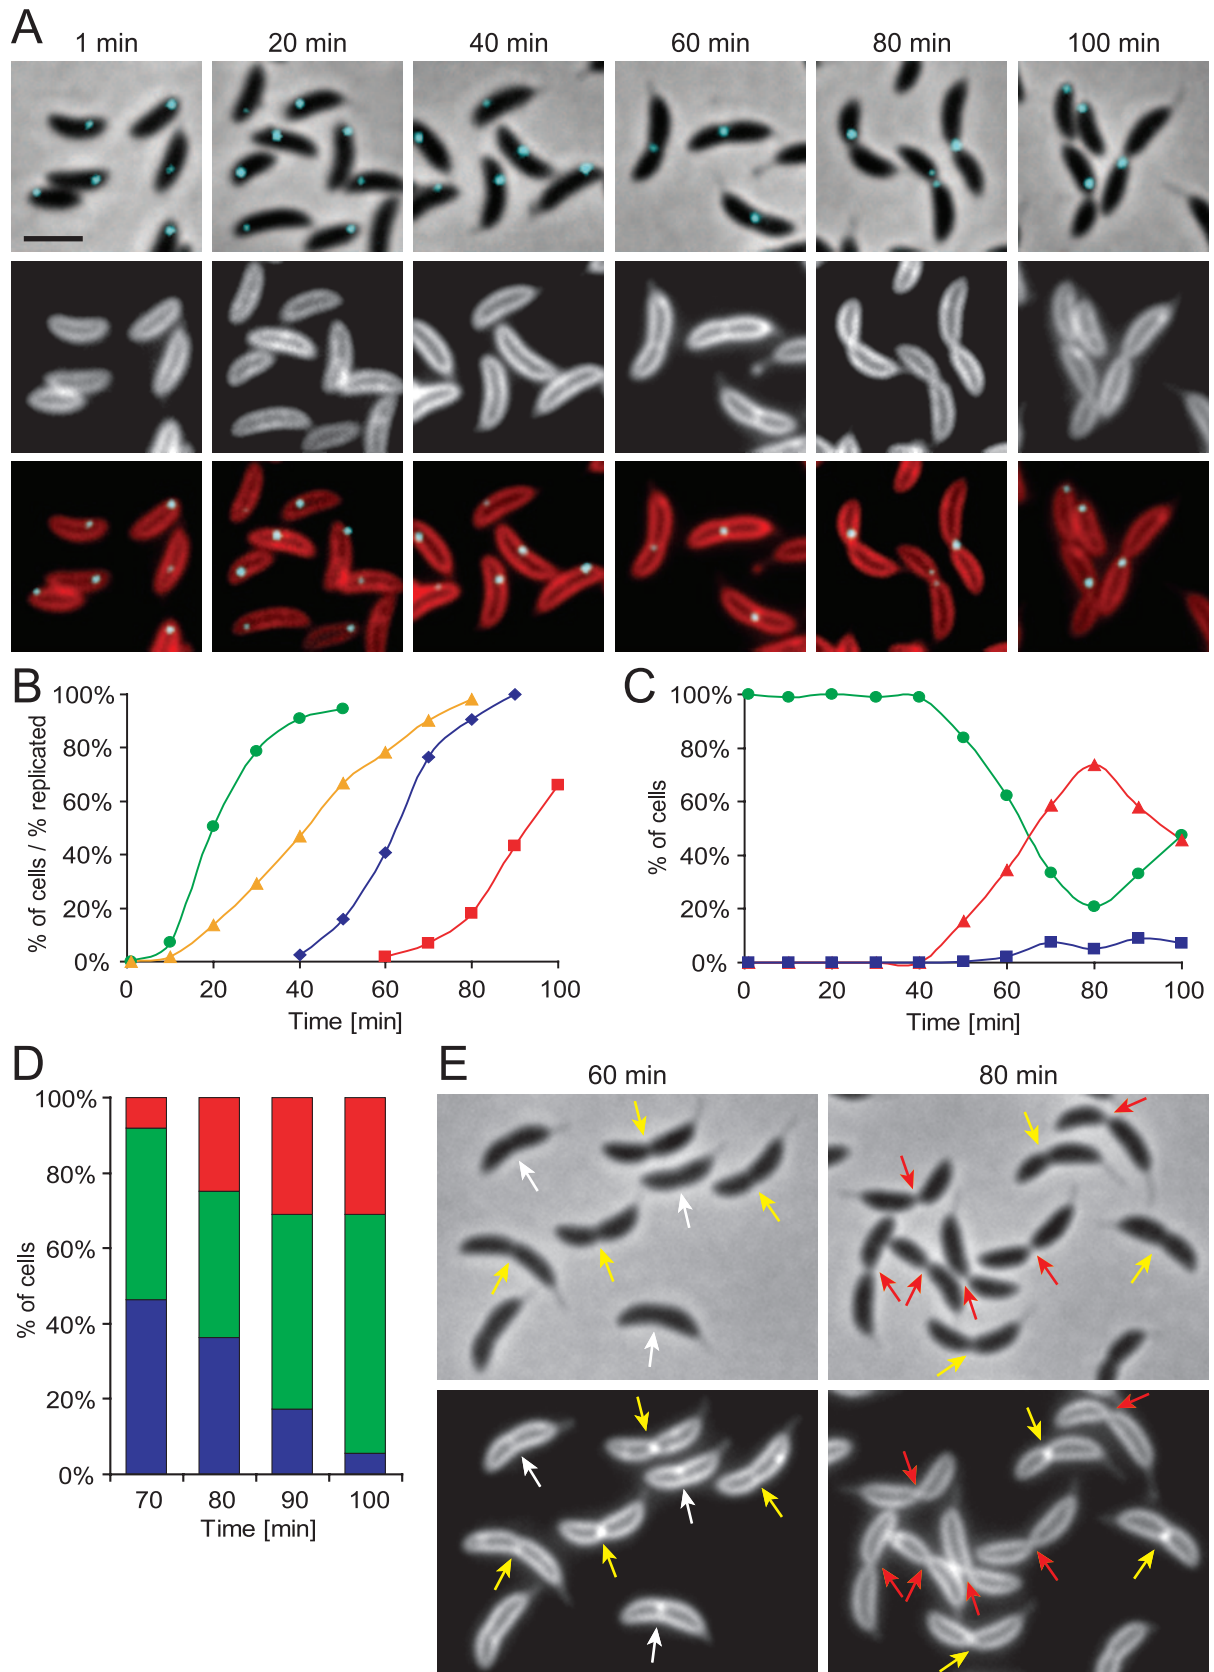 A
1 min 20 min 40 min 60 min 80 min 100 min
B
% of cells / % replicated
100%
80%
60%
40%
20%
0%
0 20 40 60 80 100
Time [min]
C
% of cells
100%
80%
60%
40%
20%
0%
0 20 40 60 80 100
Time [min]
D
% of cells
100%
80%
60%
40%
20%
0%
70 80 90 100
Time [min]
E
60 min 80 min